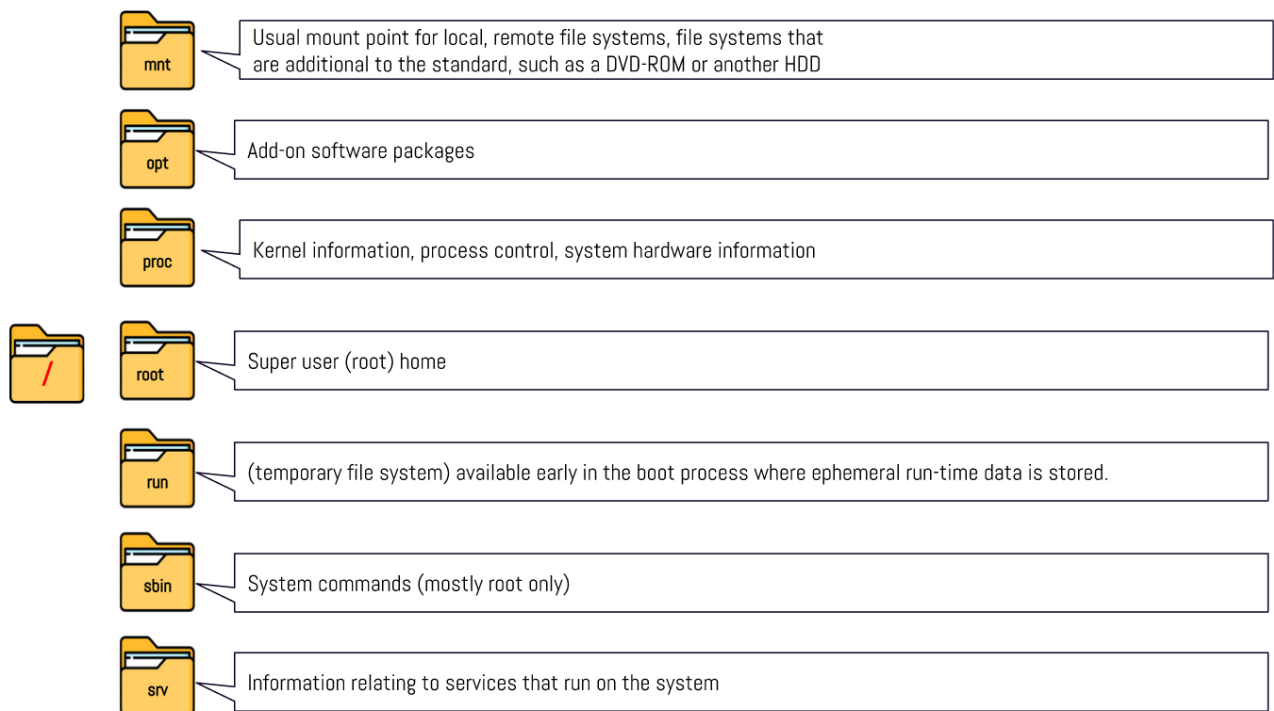 mnt
Usual mount point for local, remote file systems, file systems that
are additional to the standard, such as a DVD-ROM or another HDD
opt
Add-on software packages
proc
Kernel information, process control, system hardware information
/
root
Super user (root) home
run
(temporary file system) available early in the boot process where ephemeral run-time data is stored.
sbin
System commands (mostly root only)
srv
Information relating to services that run on the system